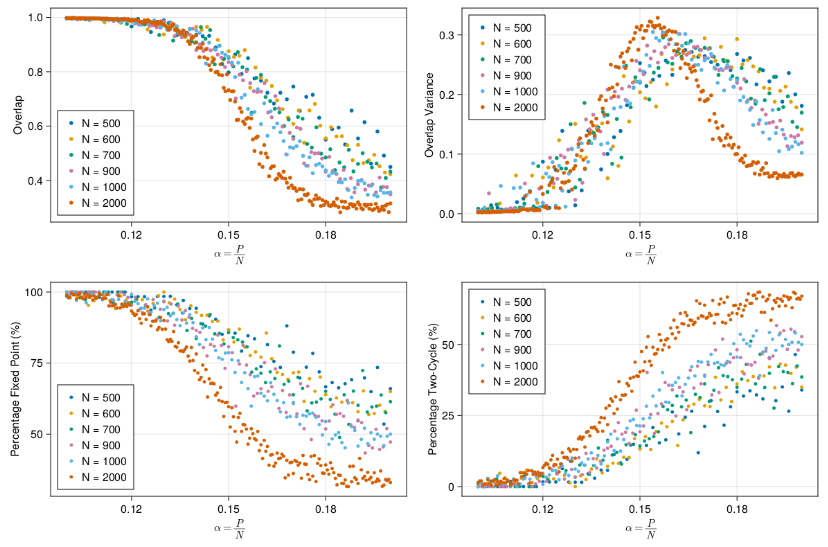 1.0
0.8
0.6
0.4
Overlap
N = 500
N = 600
N = 700
N = 900
N = 1000
N = 2000
0.12
0.15
0.18
α = P/N
0.3
0.2
0.1
0.0
Overlap Variance
N = 500
N = 600
N = 700
N = 900
N = 1000
N = 2000
0.12
0.15
0.18
α = P/N
100
75
50
Percentage Fixed Point (%)
N = 500
N = 600
N = 700
N = 900
N = 1000
N = 2000
0.12
0.15
0.18
α = P/N
50
25
0
Percentage Two-Cycle (%)
N = 500
N = 600
N = 700
N = 900
N = 1000
N = 2000
0.12
0.15
0.18
α = P/N